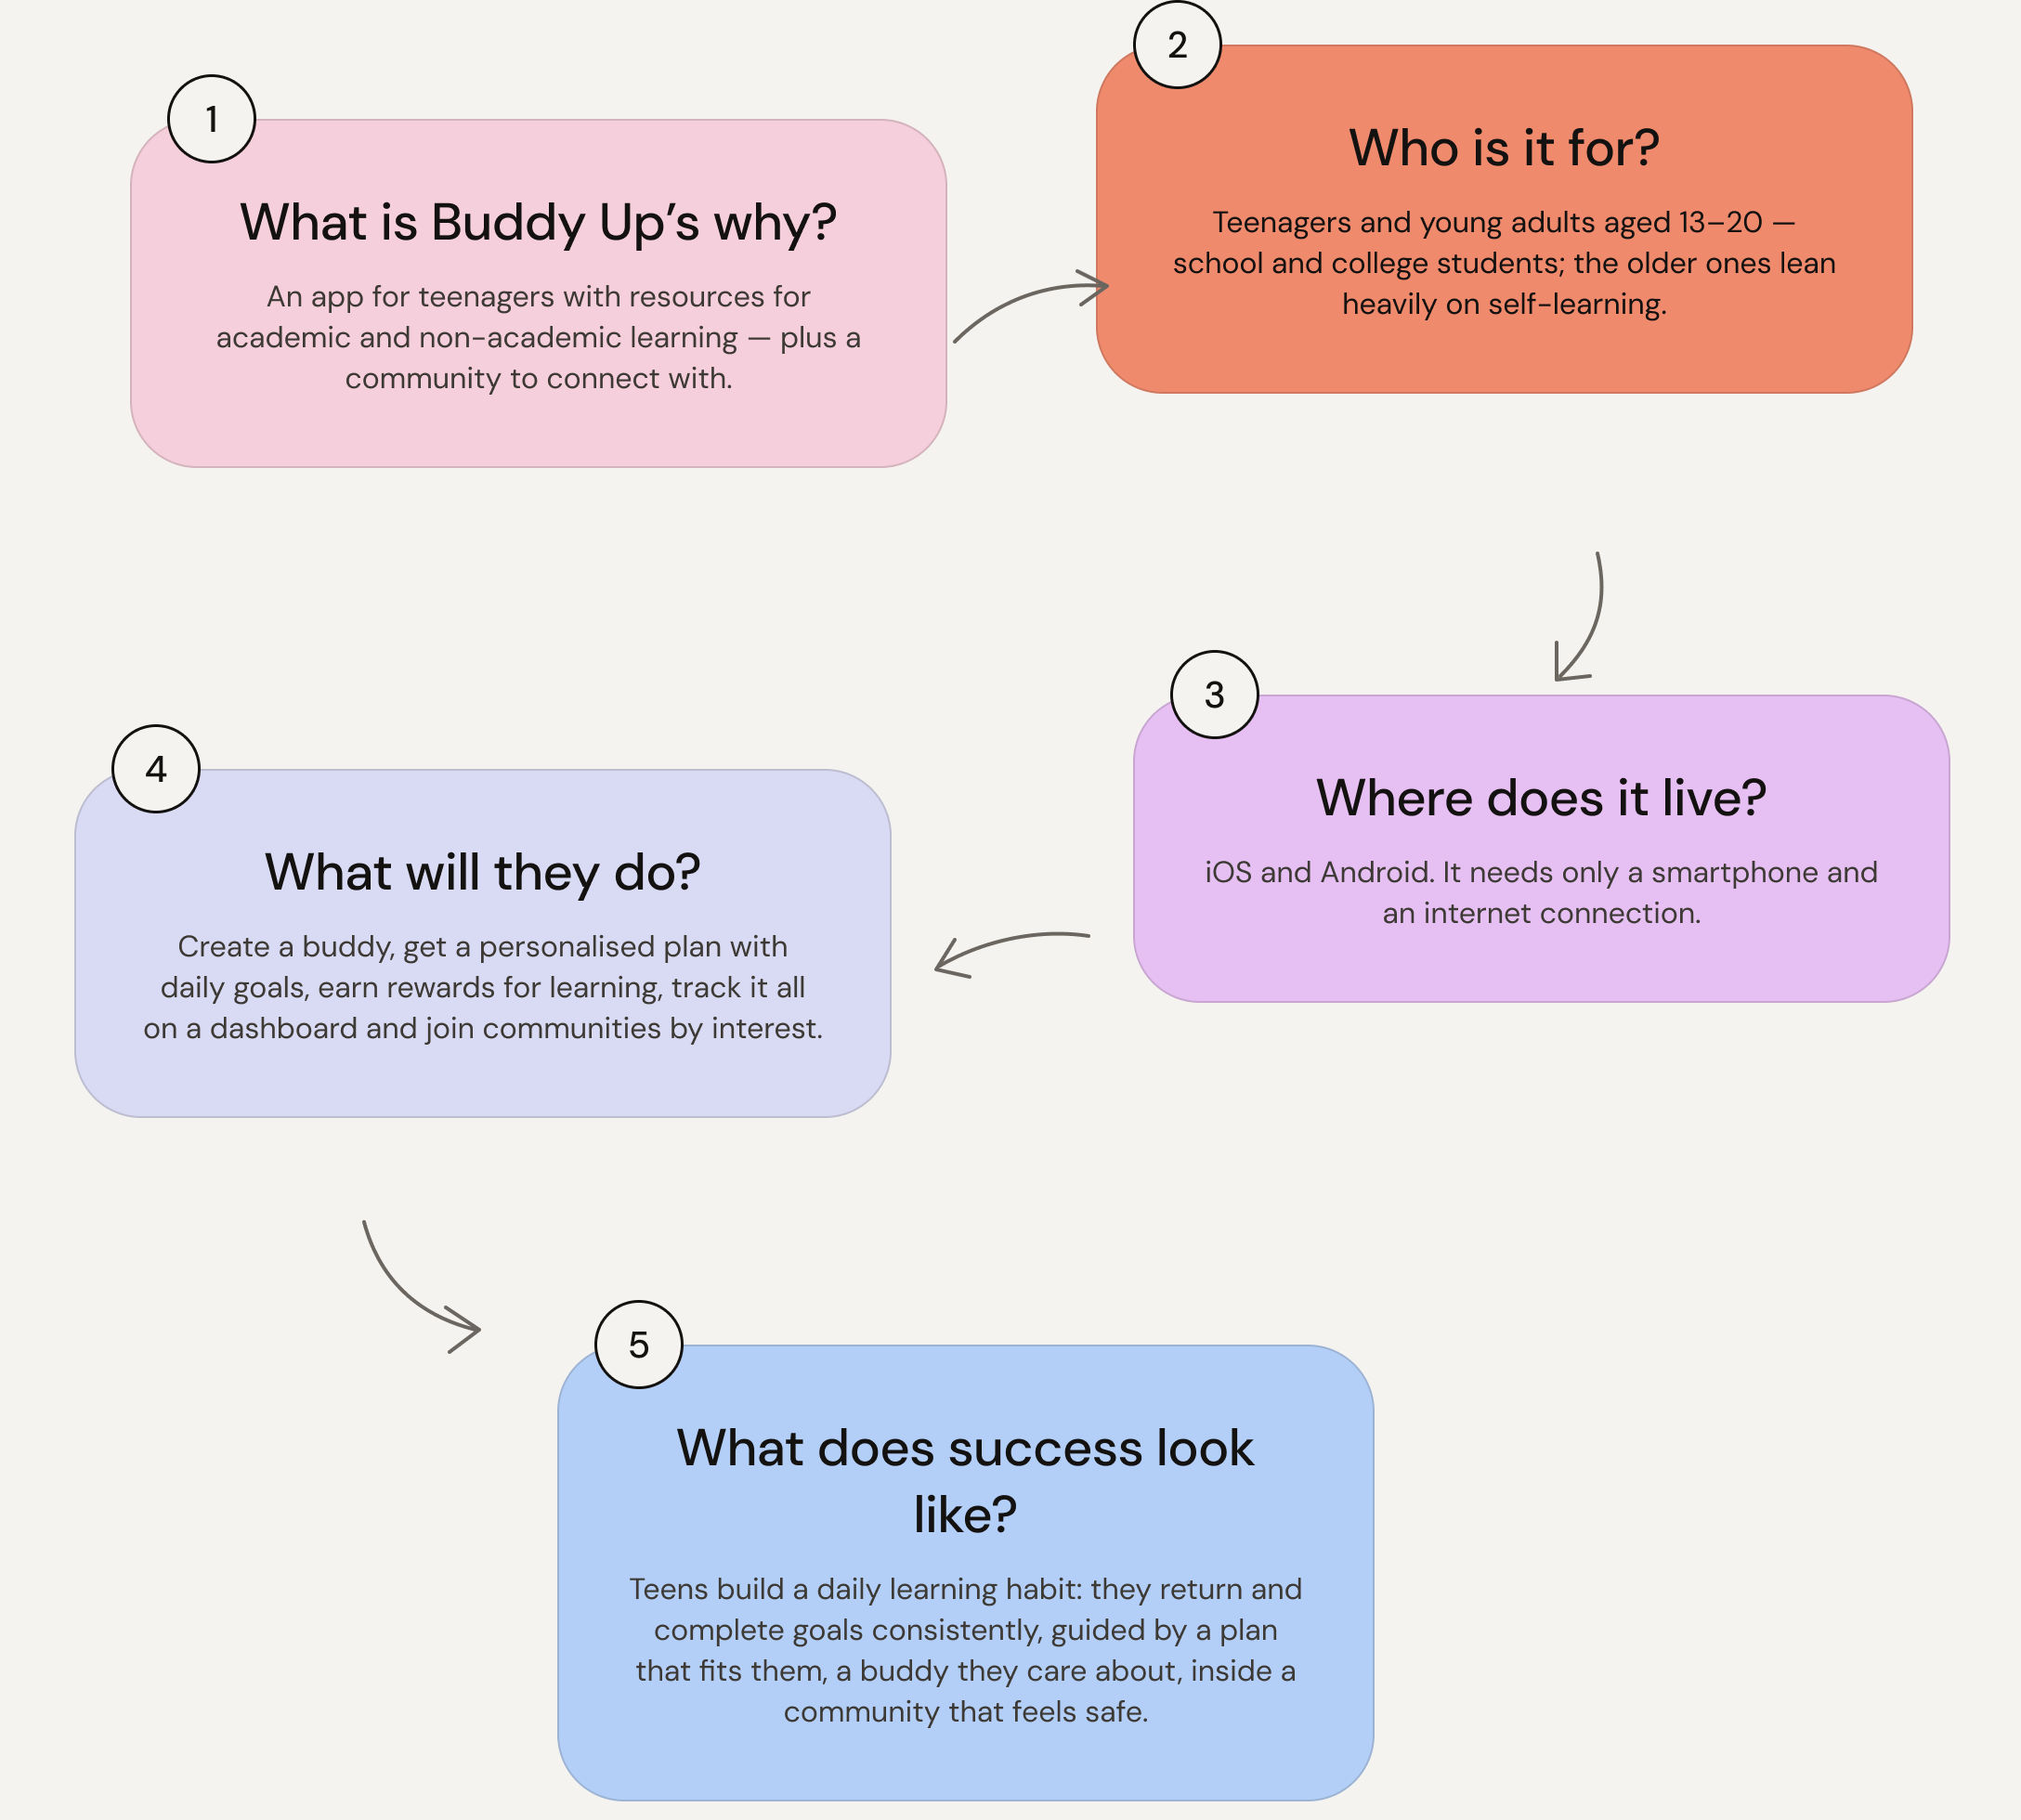 1
What is Buddy Up’s why?
An app for teenagers with resources for
academic and non-academic learning — plus a
community to connect with.
2
Who is it for?
Teenagers and young adults aged 13–20 —
school and college students; the older ones lean
heavily on self-learning.
3
Where does it live?
iOS and Android. It needs only a smartphone and
an internet connection.
4
What will they do?
Create a buddy, get a personalised plan with
daily goals, earn rewards for learning, track it all
on a dashboard and join communities by interest.
5
What does success look
like?
Teens build a daily learning habit: they return and
complete goals consistently, guided by a plan
that fits them, a buddy they care about, inside a
community that feels safe.